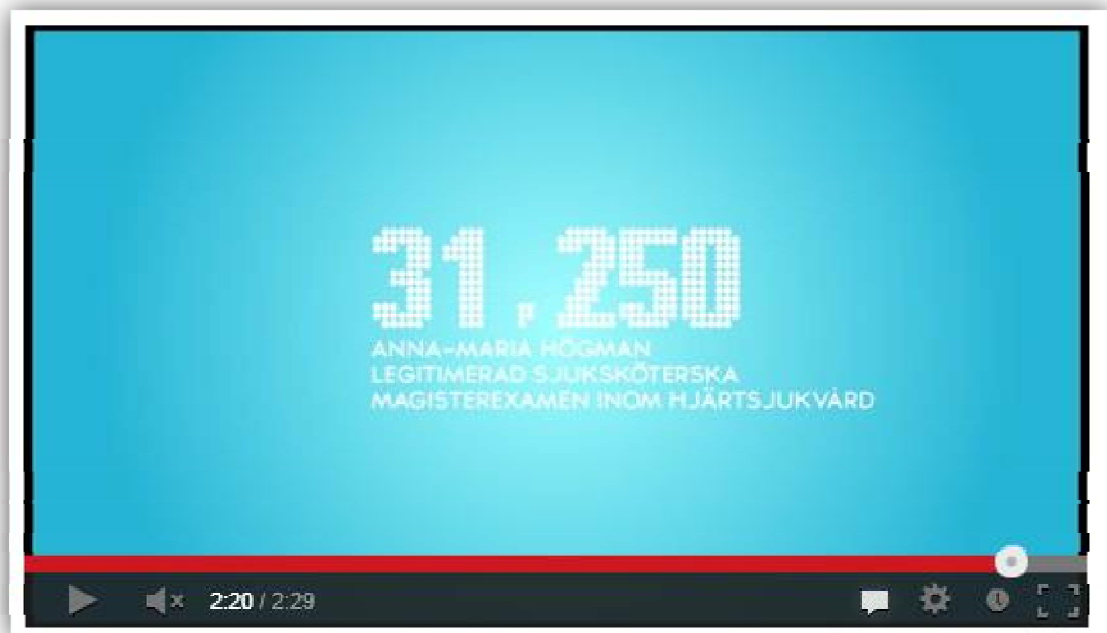 31.250
ANNA-MARIA HÖGMAN
LEGITIMERAD SJUKSKÖTERSKA
MAGISTEREXAMEN INOM HJÄRTSJUKVÅRD
2:20 / 2:29